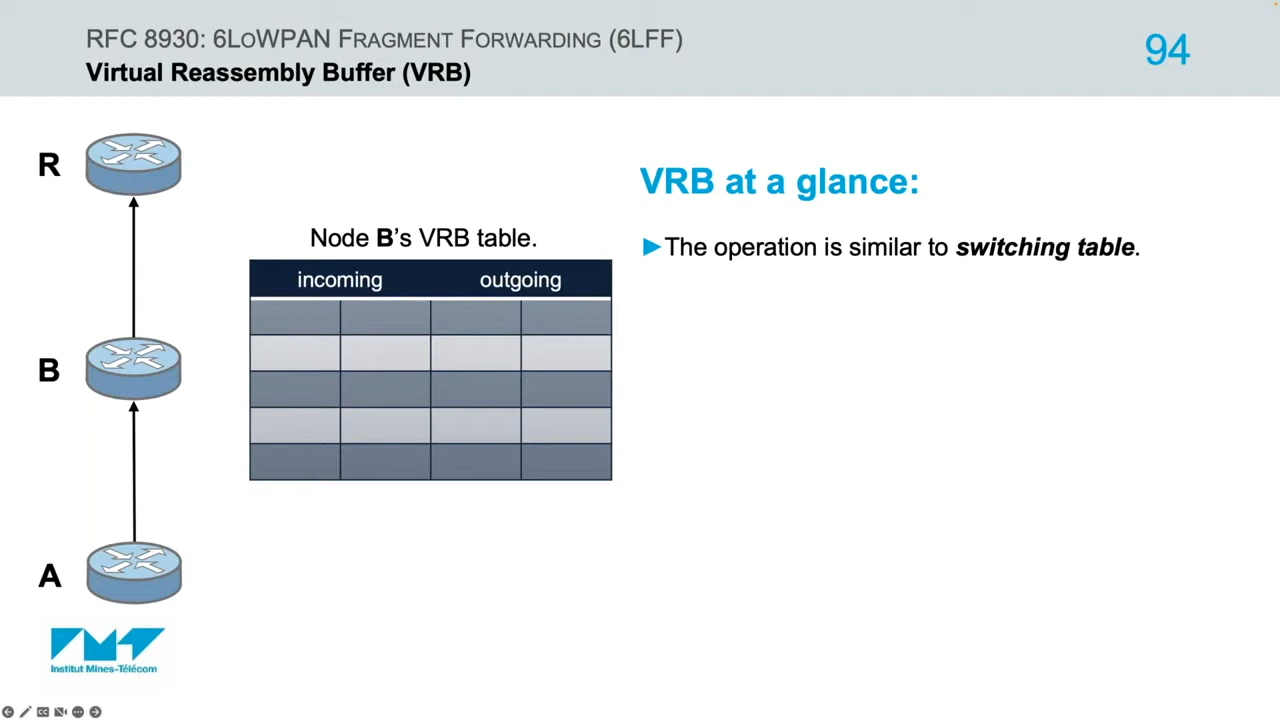 RFC 8930: 6LoWPAN Fragment Forwarding (6LFF)
Virtual Reassembly Buffer (VRB)
94
R
VRB at a glance:
Node B’s VRB table.
►The operation is similar to switching table.
incoming outgoing
B
A
Institut Mines-Télécom
CC